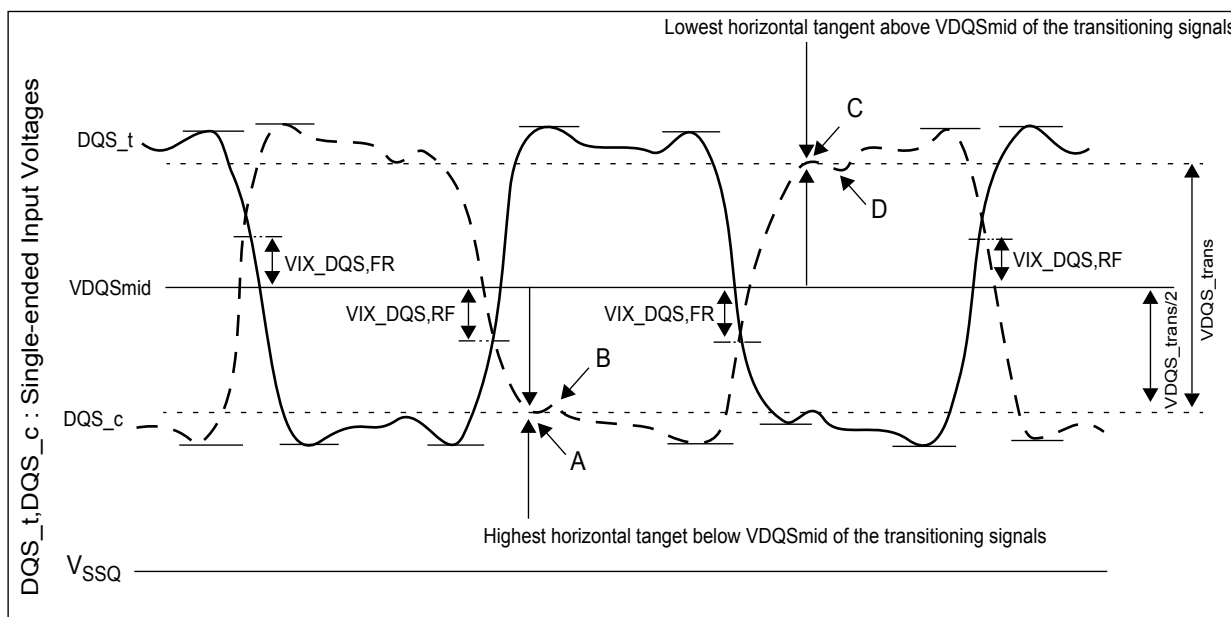 Lowest horizontal tangent above VDQSmid of the transitioning signals
DQS_t,DQS_c : Single-ended Input Voltages
DQS_t
C
D
VIX_DQS,FR
VIX_DQS,RF
VDQSmid
VIX_DQS,RF
VIX_DQS,FR
VDQS_trans/2
VDQS_trans
B
DQS_c
A
Highest horizontal tanget below VDQSmid of the transitioning signals
VSSQ